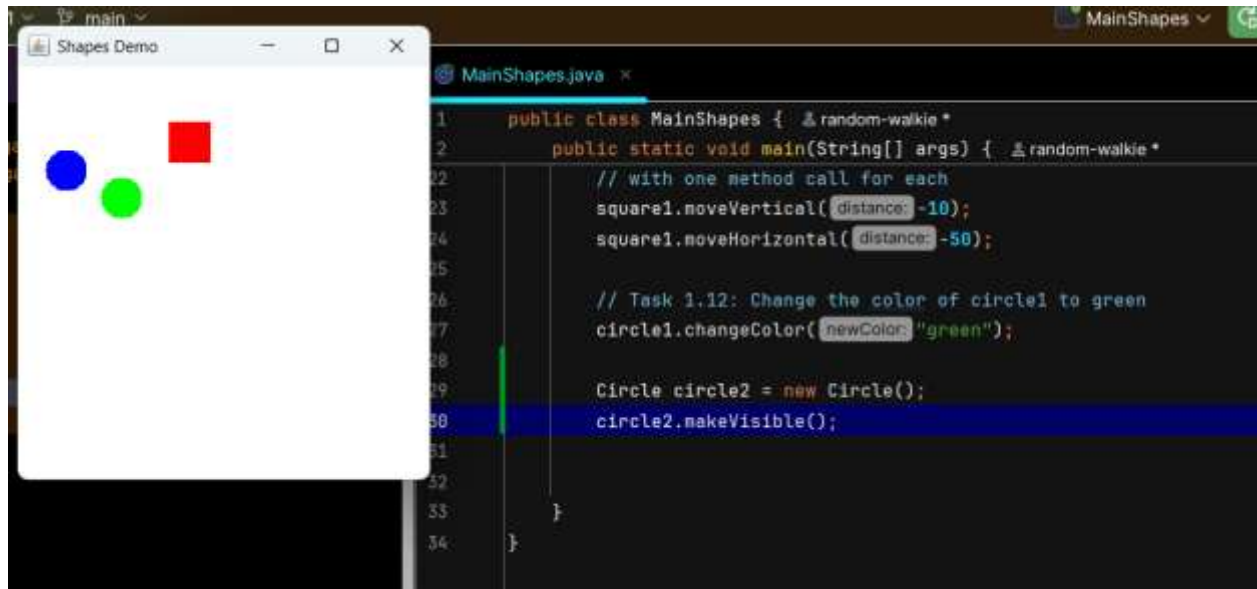 main
MainShapes
Shapes Demo
MainShapes.java
1 public class MainShapes { random-walkie *
2 public static void main(String[] args) { random-walkie *
22 // with one method call for each
23 square1.moveVertical( distance: -10);
24 square1.moveHorizontal( distance: -50);
25
26 // Task 1.12: Change the color of circle1 to green
27 circle1.changeColor( newColor: "green");
28
29 Circle circle2 = new Circle();
30 circle2.makeVisible();
31
32
33 }
34 }